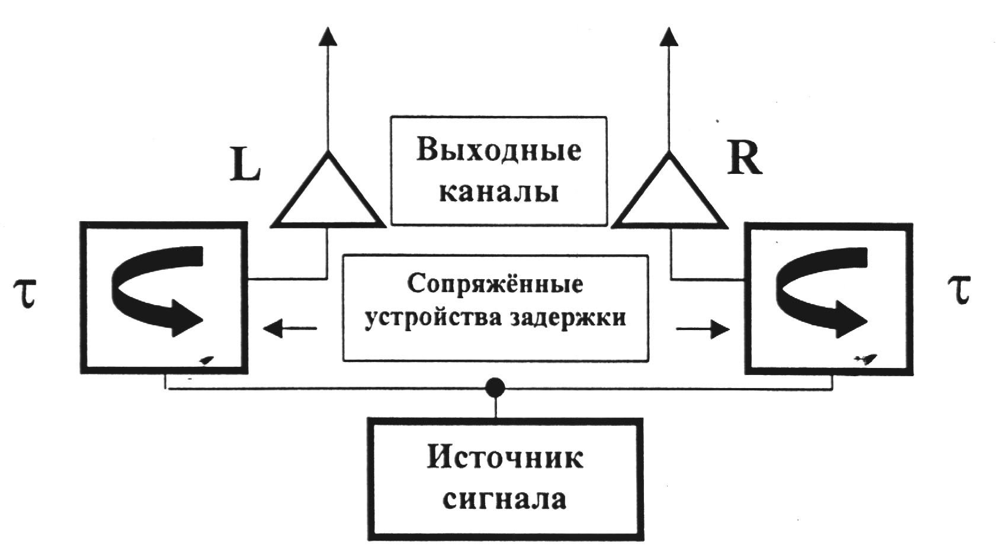 L
Выходные
каналы
R
τ
Сопряжённые
устройства задержки
τ
Источник
сигнала